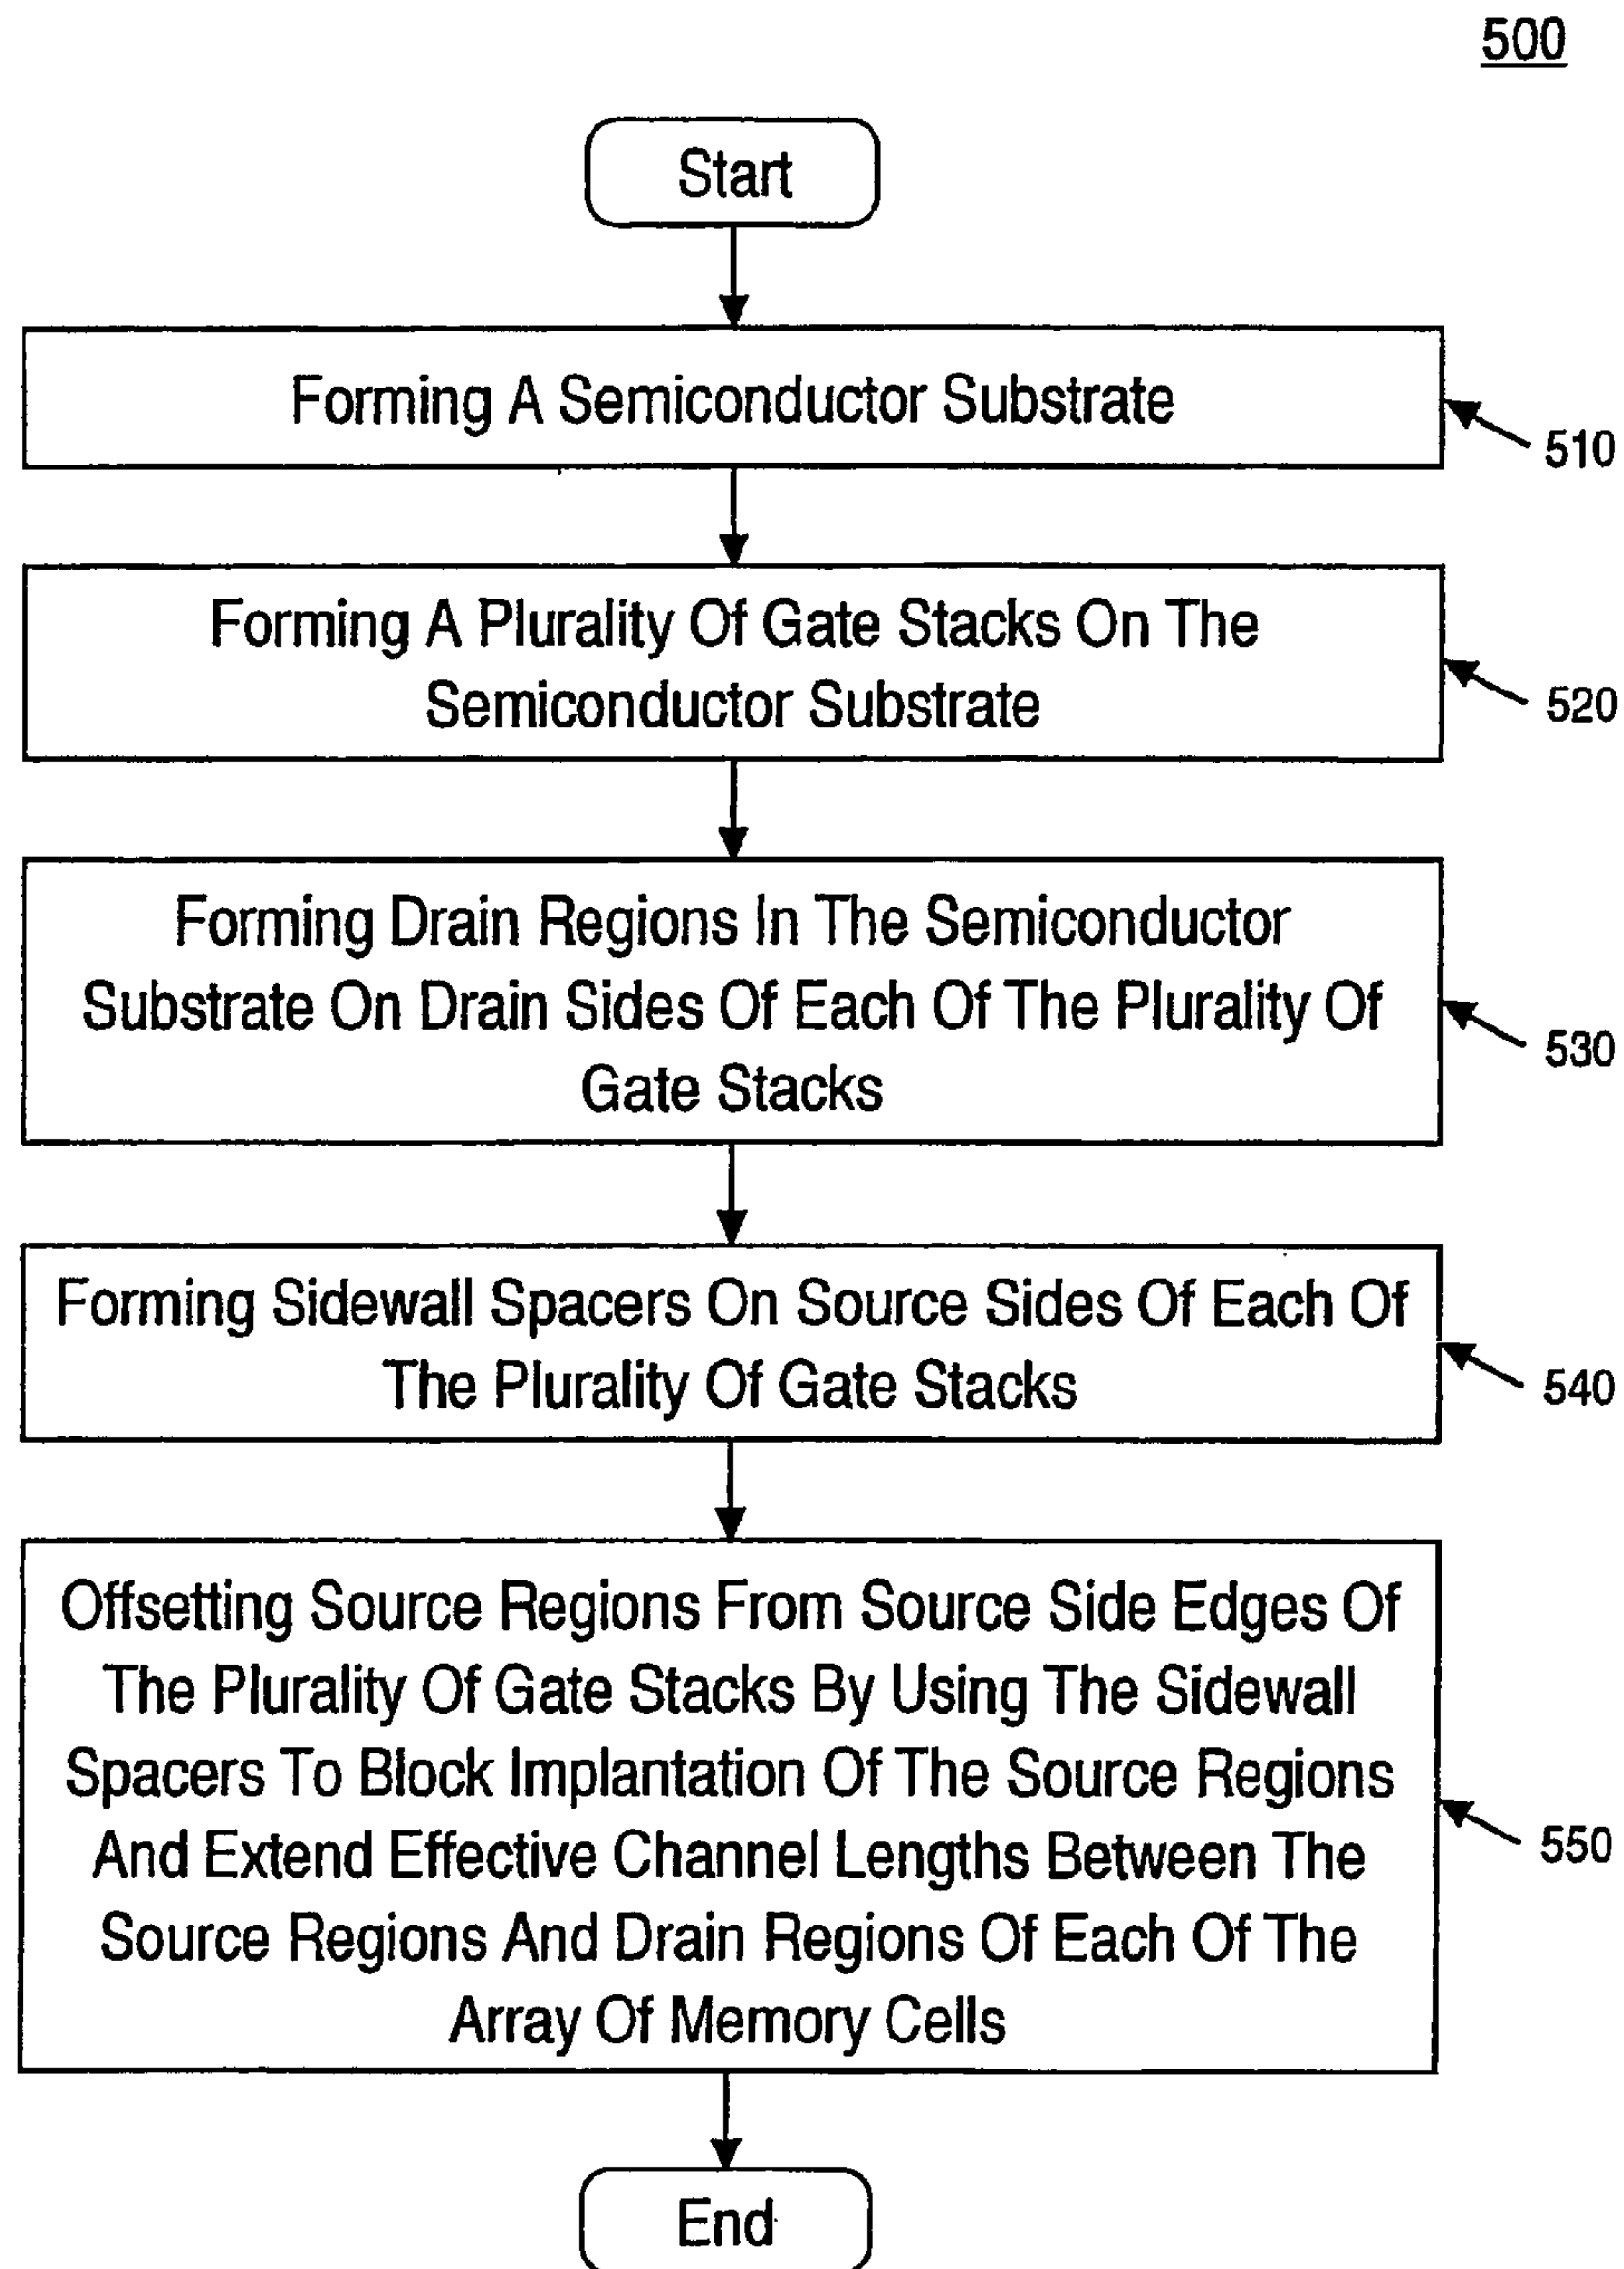 500
Start
Forming A Semiconductor Substrate
510
Forming A Plurality Of Gate Stacks On The
Semiconductor Substrate
520
Forming Drain Regions In The Semiconductor
Substrate On Drain Sides Of Each Of The Plurality Of
Gate Stacks
530
Forming Sidewall Spacers On Source Sides Of Each Of
The Plurality Of Gate Stacks
540
Offsetting Source Regions From Source Side Edges Of
The Plurality Of Gate Stacks By Using The Sidewall
Spacers To Block Implantation Of The Source Regions
And Extend Effective Channel Lengths Between The
Source Regions And Drain Regions Of Each Of The
Array Of Memory Cells
550
End